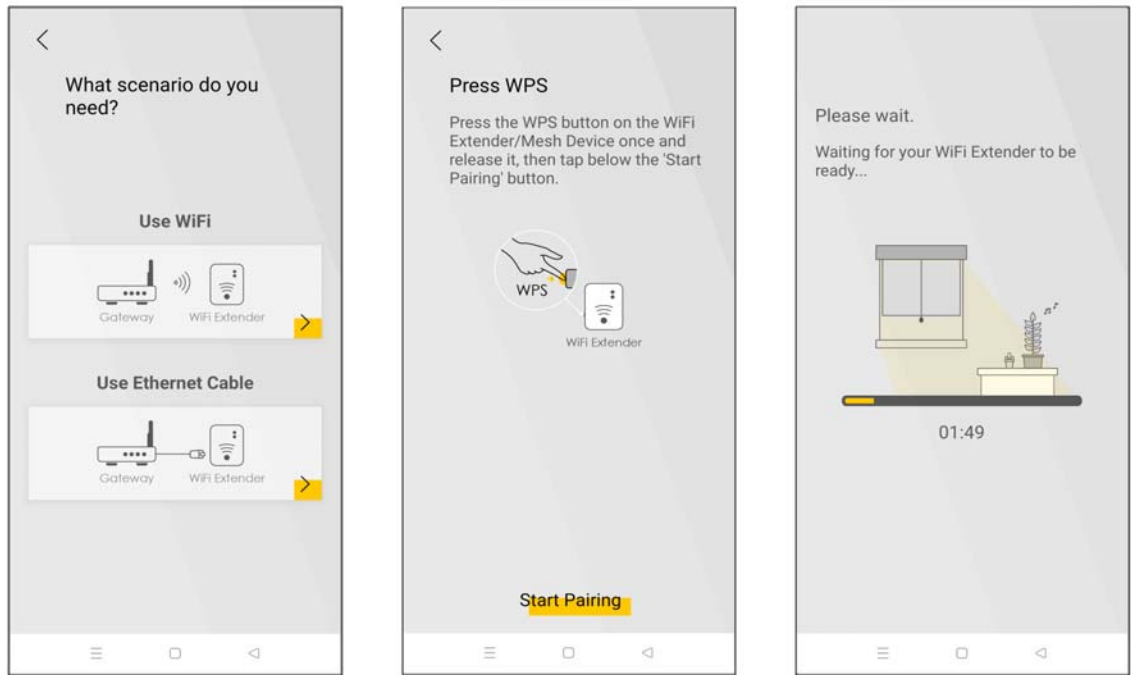 What scenario do you
need?
Use WiFi
Gateway
WiFi Extender
Use Ethernet Cable
Gateway
WiFi Extender
Press WPS
Press the WPS button on the WiFi
Extender/Mesh Device once and
release it, then tap below the 'Start
Pairing' button.
WPS
WiFi Extender
Start Pairing
Please wait.
Waiting for your WiFi Extender to be
ready...
01:49